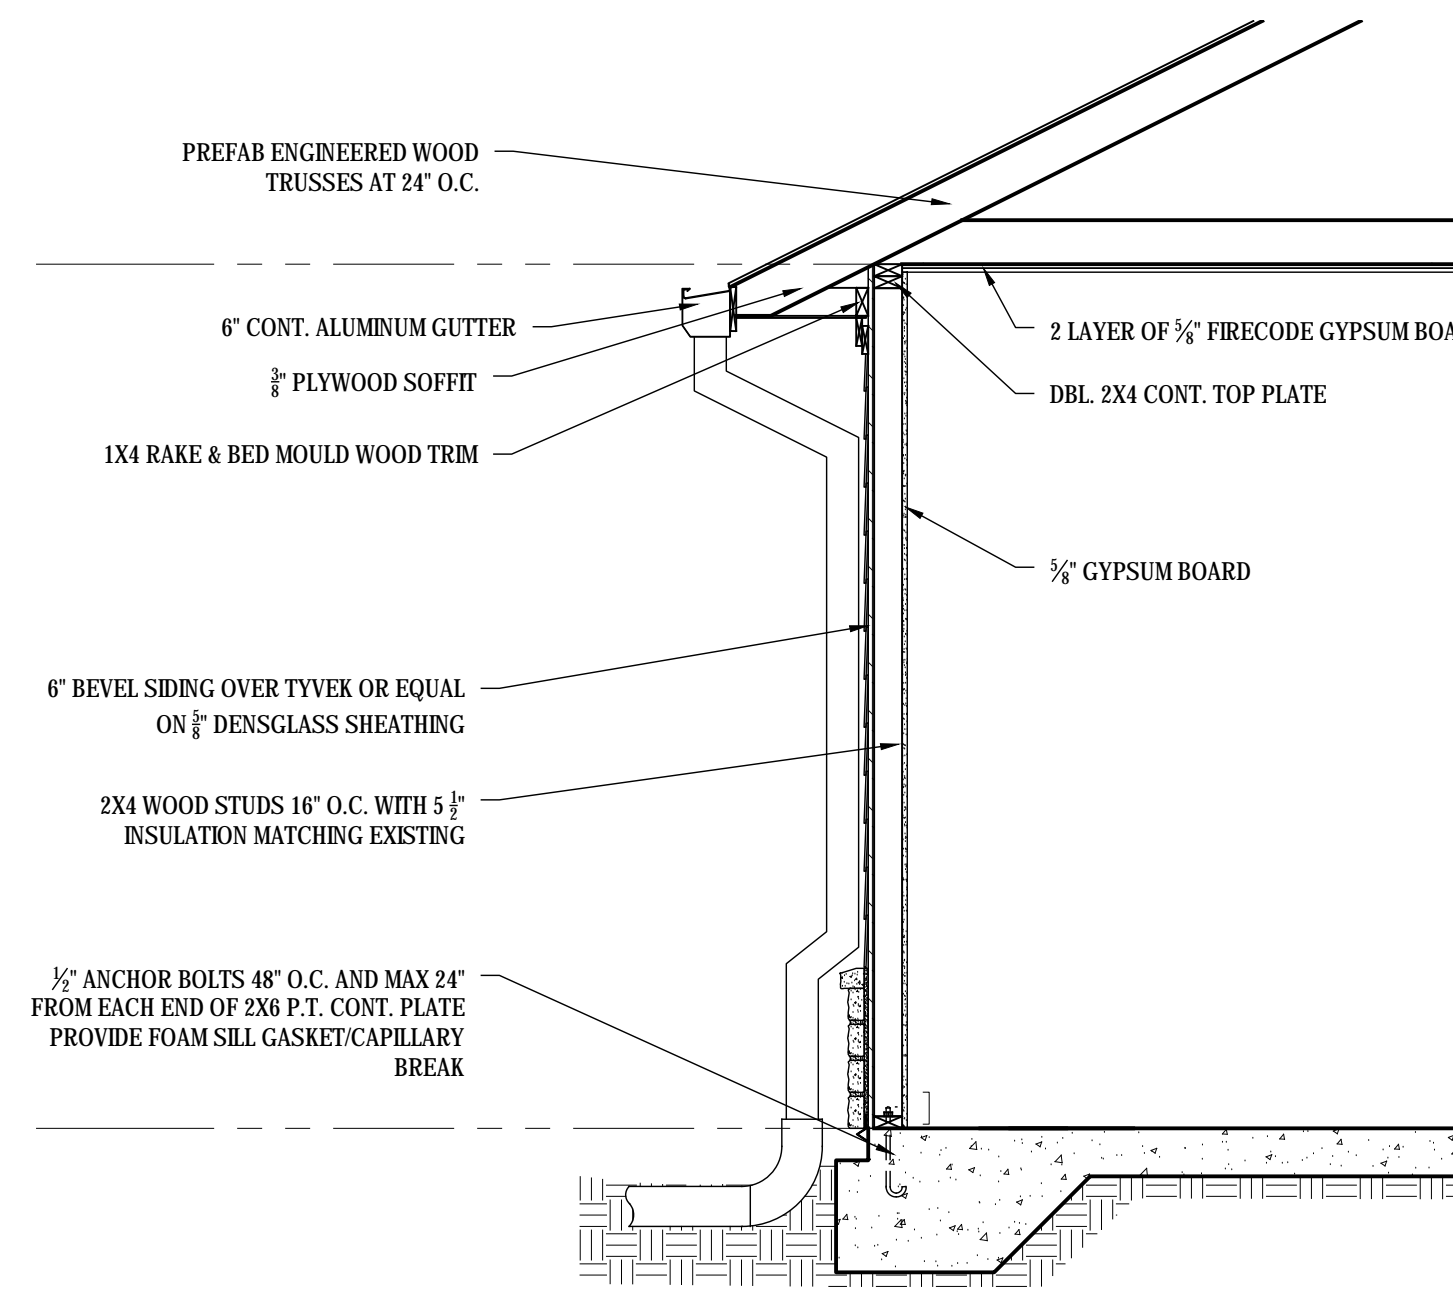 PREFAB ENGINEERED WOOD
TRUSSES AT 24" O.C.
6" CONT. ALUMINUM GUTTER
3/8" PLYWOOD SOFFIT
1X4 RAKE & BED MOULD WOOD TRIM
6" BEVEL SIDING OVER TYVEK OR EQUAL
ON 5/8" DENSGLASS SHEATHING
2X4 WOOD STUDS 16" O.C. WITH 5 1/2"
INSULATION MATCHING EXISTING
1/2" ANCHOR BOLTS 48" O.C. AND MAX 24"
FROM EACH END OF 2X6 P.T. CONT. PLATE
PROVIDE FOAM SILL GASKET/CAPILLARY
BREAK
2 LAYER OF 5/8" FIRECODE GYPSUM
DBL. 2X4 CONT. TOP PLATE
5/8" GYPSUM BOARD